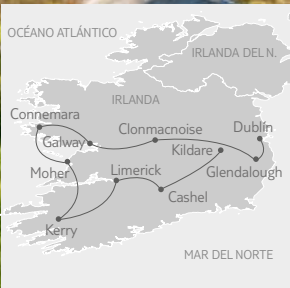 OCÉANO ATLÁNTICO
IRLANDA DEL N.
IRLANDA
Connemara
Clonmacnoise
Dublín
Galway
Kildare
Moher
Limerick
Glendalough
Cashel
Kerry
MAR DEL NORTE